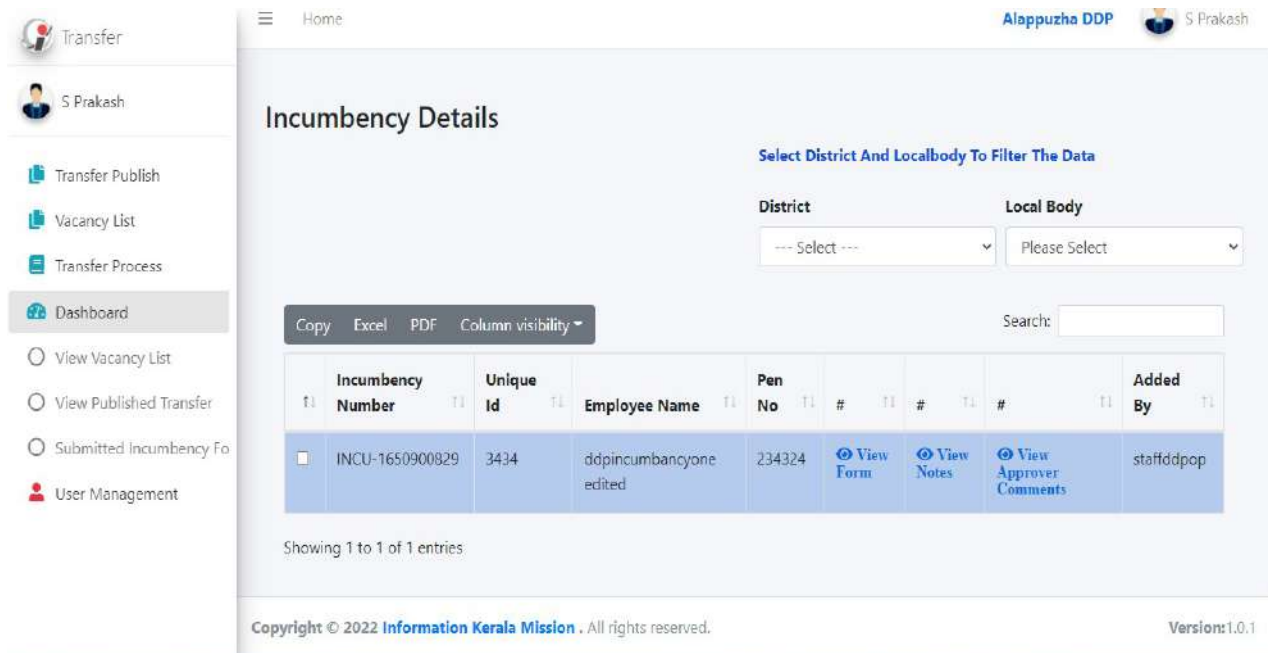 Transfer
S Prakash
Transfer Publish
Vacancy List
Transfer Process
Dashboard
View Vacancy List
View Published Transfer
Submitted Incumbency Fo
User Management
Home
Alappuzha DDP
S Prakash
Incumbency Details
Select District And Localbody To Filter The Data
District
Local Body
--- Select ---
Please Select
Copy Excel PDF Column visibility
Search:
Incumbency
Number
Unique
Id
Employee Name
Pen
No
#
#
#
Added
By
INCU-1650900829
3434
ddpincumbancyone
edited
234324
View
Form
View
Notes
View
Approver
Comments
staffddpop
Showing 1 to 1 of 1 entries
Copyright © 2022 Information Kerala Mission . All rights reserved.
Version:1.0.1